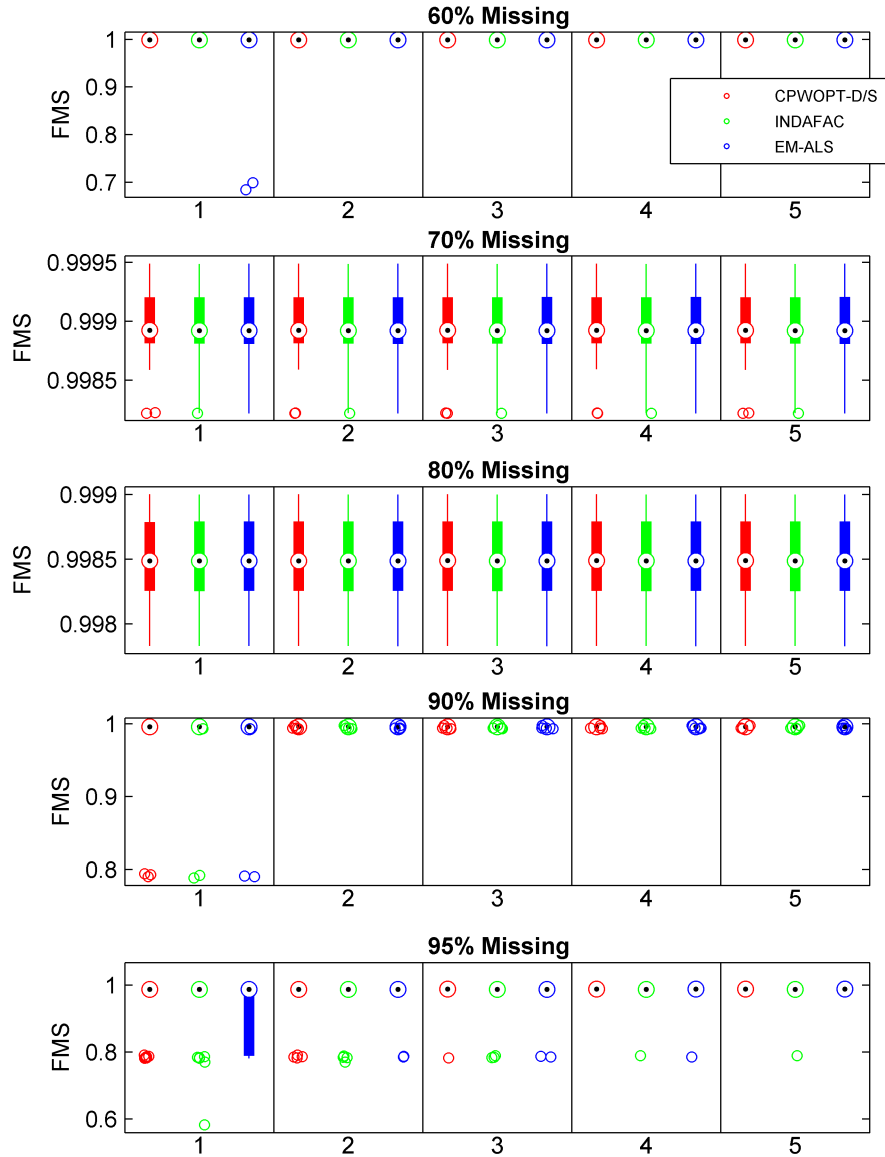 60% Missing
1
0.9
0.8
0.7
FMS
CPWOPT-D/S
INDAFAC
EM-ALS
1 2 3 4 5
70% Missing
0.9995
0.999
0.9985
FMS
1 2 3 4 5
80% Missing
0.999
0.9985
0.998
FMS
1 2 3 4 5
90% Missing
1
0.9
0.8
FMS
1 2 3 4 5
95% Missing
1
0.8
0.6
FMS
1 2 3 4 5